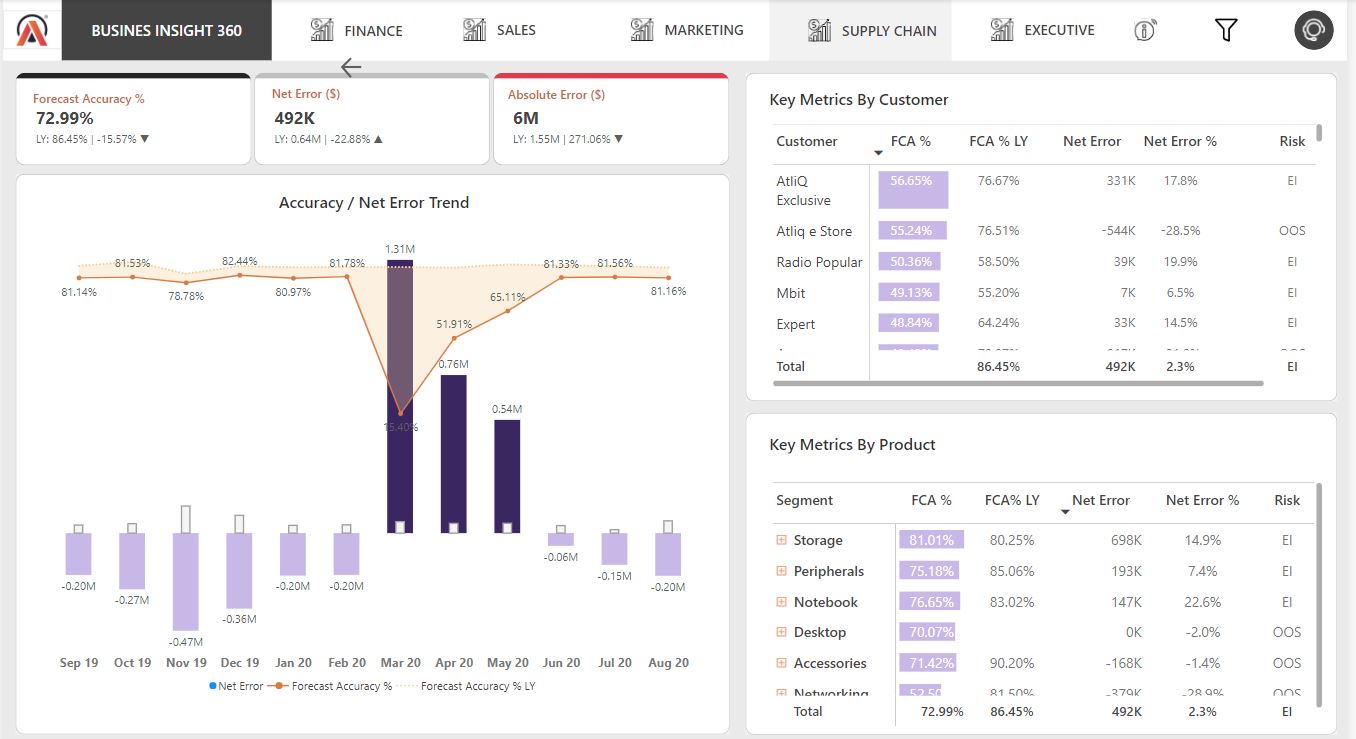 BUSINES INSIGHT 360
FINANCE
SALES
MARKETING
SUPPLY CHAIN
EXECUTIVE
Forecast Accuracy %
72.99%
LY: 86.45% | -15.57% ▼
Net Error ($)
492K
LY: 0.64M | -22.88% ▲
Absolute Error ($)
6M
LY: 1.55M | 271.06% ▼
Accuracy / Net Error Trend
1.31M
81.14%
81.53%
78.78%
82.44%
80.97%
81.78%
15.40%
51.91%
65.11%
81.33%
81.56%
81.16%
0.76M
0.54M
-0.20M
-0.27M
-0.47M
-0.36M
-0.20M
-0.20M
-0.06M
-0.15M
-0.20M
Sep 19 Oct 19 Nov 19 Dec 19 Jan 20 Feb 20 Mar 20 Apr 20 May 20 Jun 20 Jul 20 Aug 20
Net Error Forecast Accuracy % Forecast Accuracy % LY
Key Metrics By Customer
Customer FCA % FCA % LY Net Error Net Error % Risk
AtliQ Exclusive 56.65% 76.67% 331K 17.8% EI
Atliq e Store 55.24% 76.51% -544K -28.5% OOS
Radio Popular 50.36% 58.50% 39K 19.9% EI
Mbit 49.13% 55.20% 7K 6.5% EI
Expert 48.84% 64.24% 33K 14.5% EI
Total 86.45% 492K 2.3% EI
Key Metrics By Product
Segment FCA % FCA% LY Net Error Net Error % Risk
Storage 81.01% 80.25% 698K 14.9% EI
Peripherals 75.18% 85.06% 193K 7.4% EI
Notebook 76.65% 83.02% 147K 22.6% EI
Desktop 70.07% 0K -2.0% OOS
Accessories 71.42% 90.20% -168K -1.4% OOS
Networking 81.50% -379K -28.9% OOS
Total 72.99% 86.45% 492K 2.3% EI